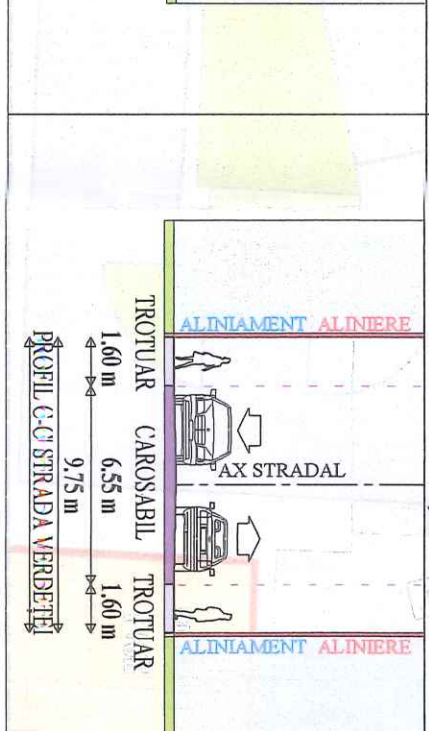 ALINIAMENT ALINIERE
AX STRADAL
ALINIAMENT ALINIERE
TROTUAR CAROSABIL TROTUAR
1.60 m 6.55 m 1.60 m
9.75 m
PROFIL C-C' STRADA VERDEȚEI